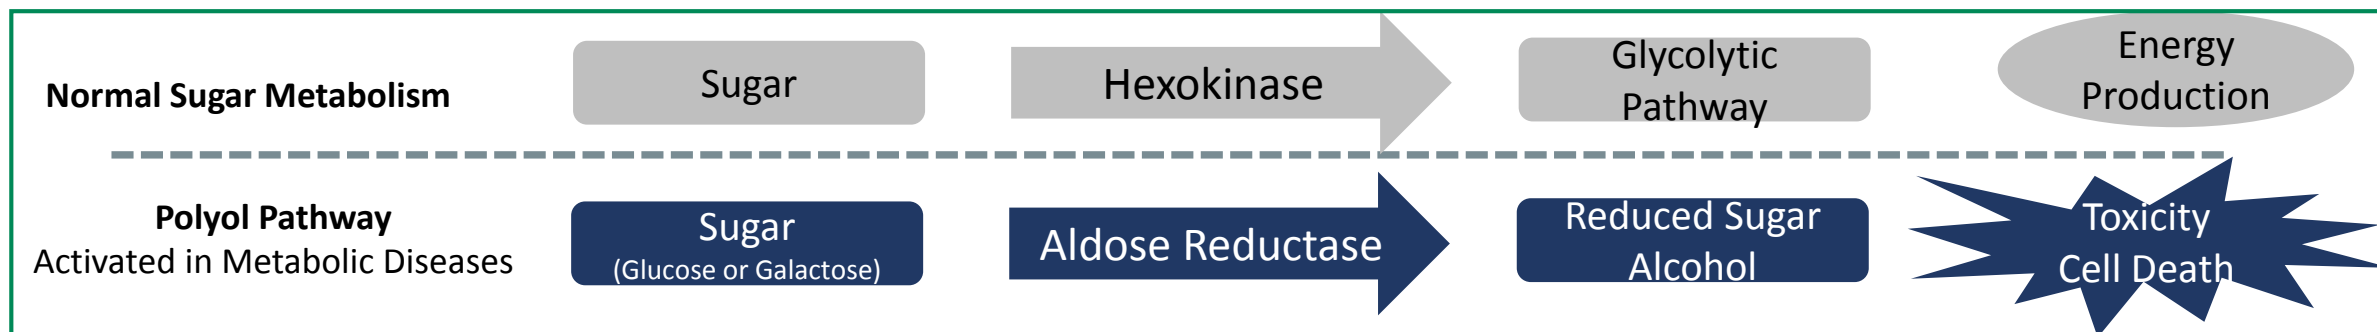 Normal Sugar Metabolism
Sugar
Hexokinase
Glycolytic
Pathway
Energy
Production
Polyol Pathway
Activated in Metabolic Diseases
Sugar
(Glucose or Galactose)
Aldose Reductase
Reduced Sugar
Alcohol
Toxicity
Cell Death